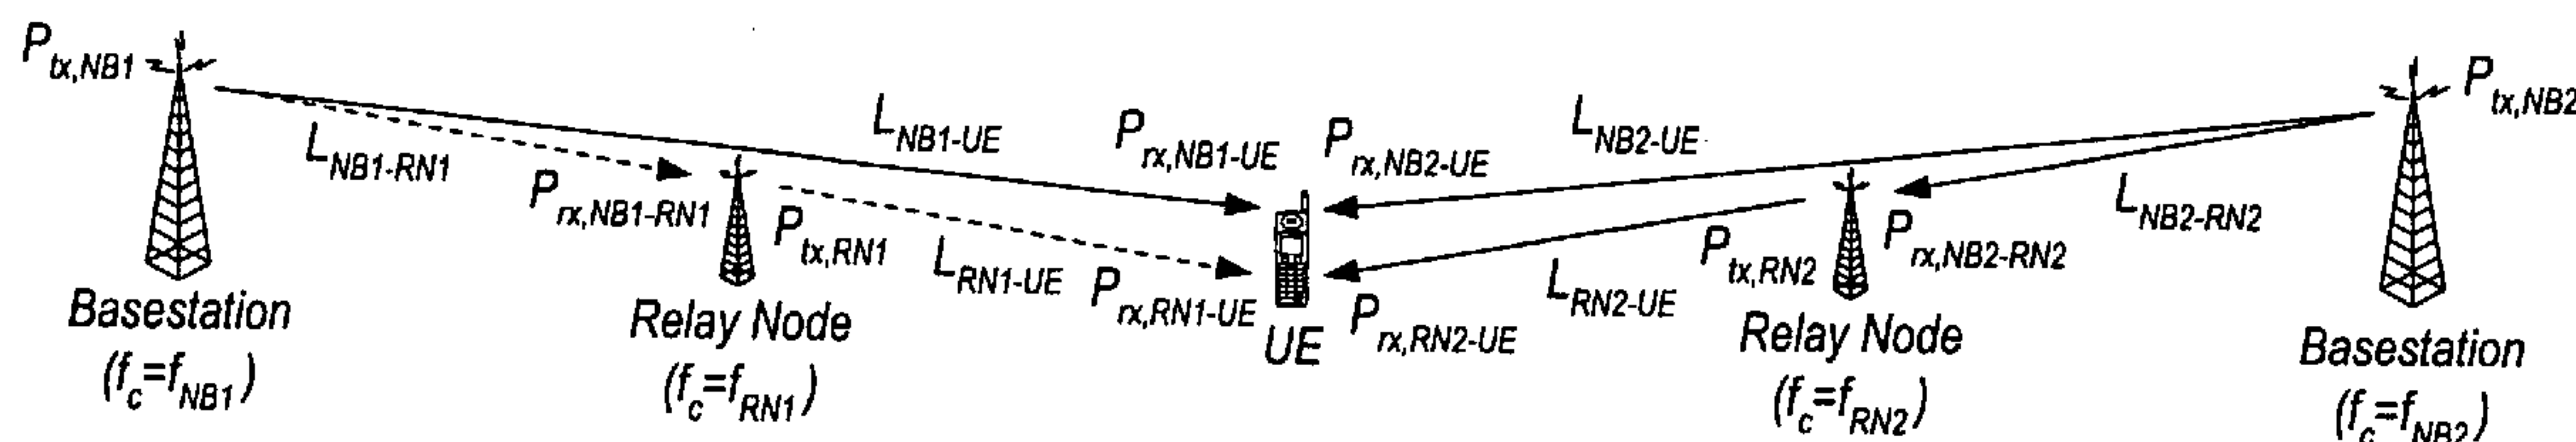 P_tx,NB1
L_NB1-RN1
P_rx,NB1-RN1
L_NB1-UE
P_rx,NB1-UE
P_tx,RN1
L_RN1-UE
P_rx,RN1-UE
P_rx,NB2-UE
L_NB2-UE
P_tx,NB2
L_NB2-RN2
P_rx,NB2-RN2
P_tx,RN2
L_RN2-UE
P_rx,RN2-UE
Basestation
(f_c=f_NB1)
Relay Node
(f_c=f_RN1)
UE
Relay Node
(f_c=f_RN2)
Basestation
(f_c=f_NB2)